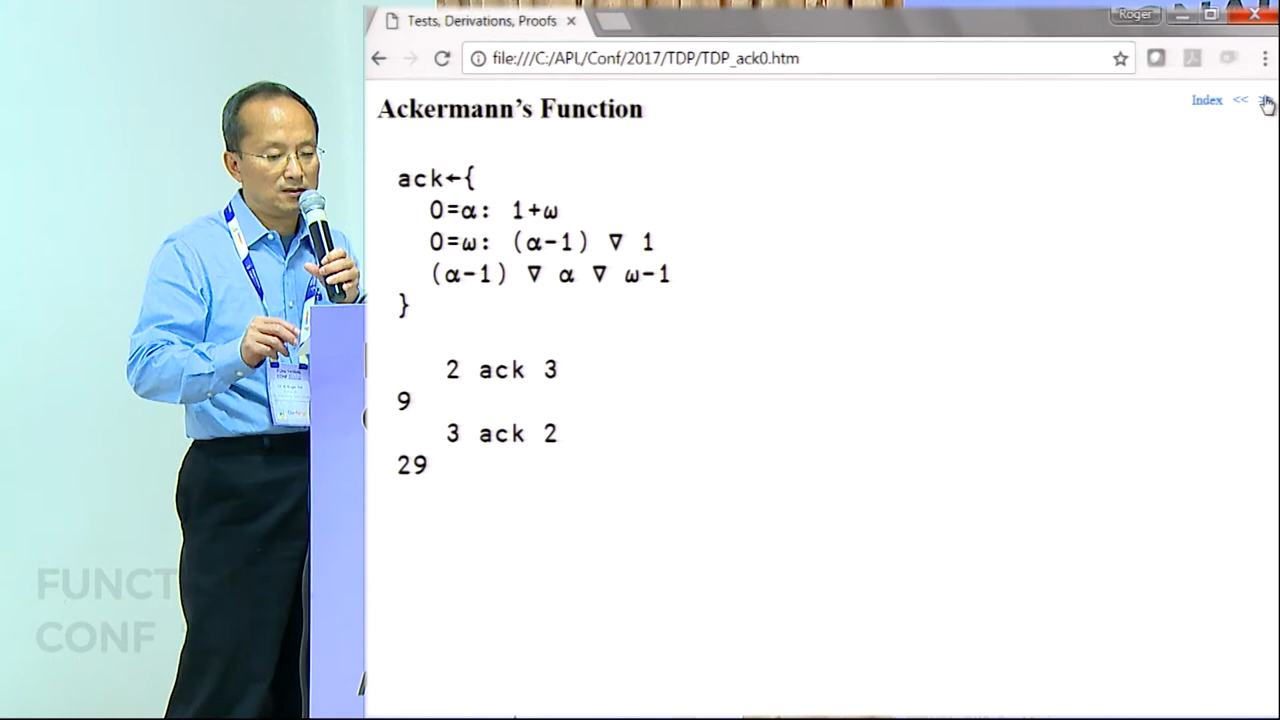 Tests, Derivations, Proofs
Roger
file:///C:/APL/Conf/2017/TDP/TDP_ack0.htm
Index <<
Ackermann's Function
ack←{
0=⍺: 1+⍵
0=⍵: (⍺-1) ∇ 1
(⍺-1) ∇ ⍺ ∇ ⍵-1
}
2 ack 3
9
3 ack 2
29
FUNCT
CONF